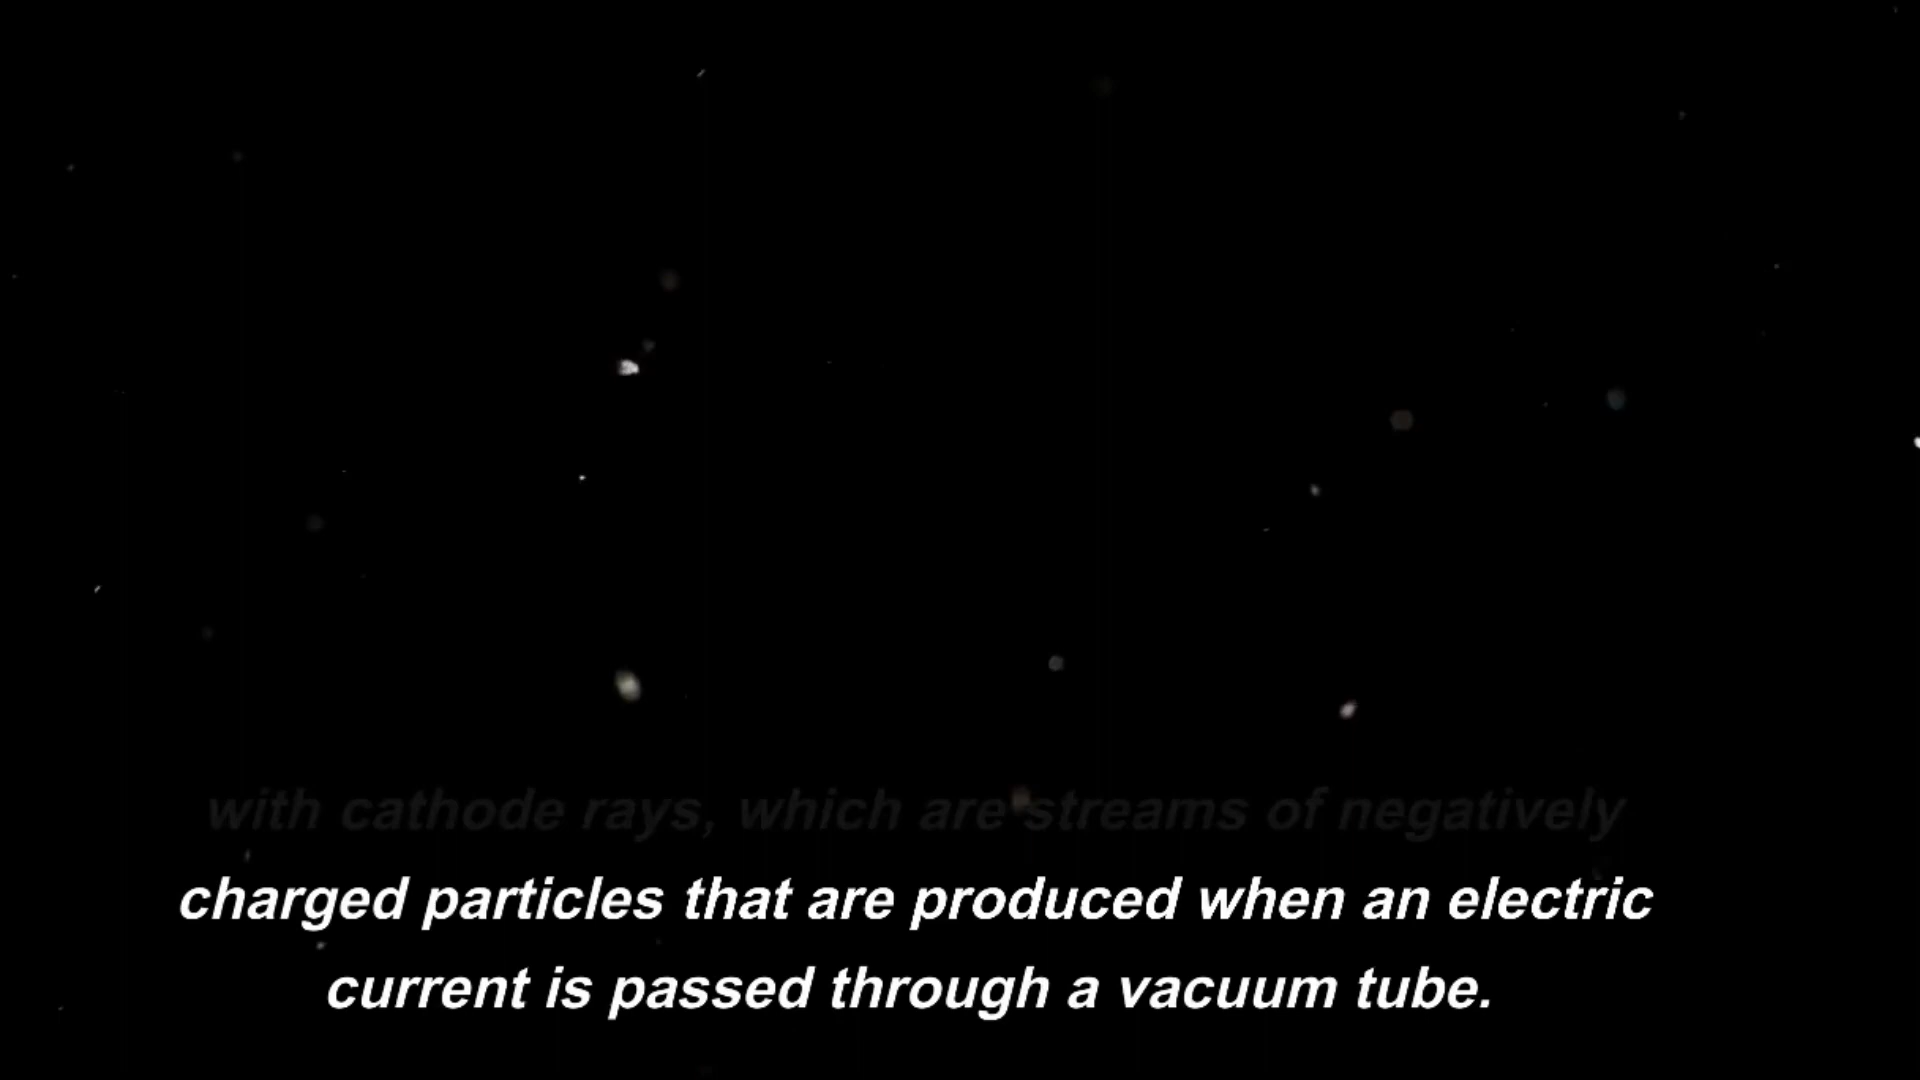 with cathode rays, which are streams of negatively
charged particles that are produced when an electric
current is passed through a vacuum tube.